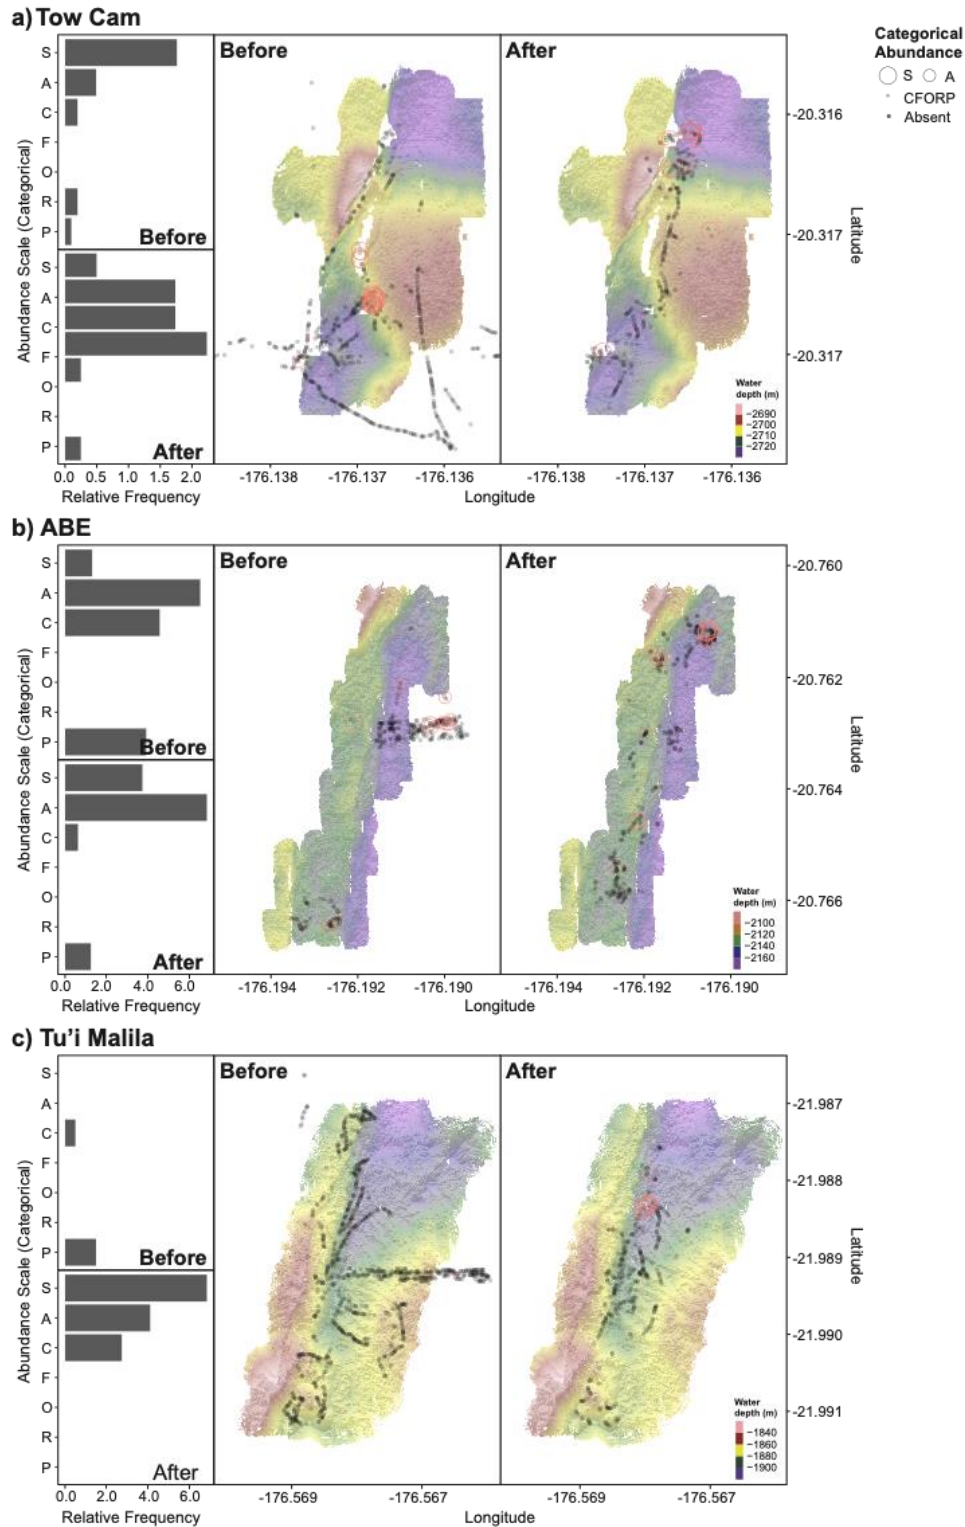 a) Tow Cam
Before
After
Categorical
Abundance
S A
CFORP
Absent
Abundance Scale (Categorical)
S
A
C
F
O
R
P
Before
S
A
C
F
O
R
P
After
0.0 0.5 1.0 1.5 2.0
Relative Frequency
-176.138 -176.137 -176.136
-176.138 -176.137 -176.136
Longitude
-20.316
-20.317
-20.317
Latitude
Water
depth (m)
-2690
-2700
-2710
-2720
b) ABE
Before
After
Abundance Scale (Categorical)
S
A
C
F
O
R
P
Before
S
A
C
F
O
R
P
After
0.0 2.0 4.0 6.0
Relative Frequency
-176.194 -176.192 -176.190
-176.194 -176.192 -176.190
Longitude
-20.760
-20.762
-20.764
-20.766
Latitude
Water
depth (m)
-2100
-2120
-2140
-2160
c) Tu'i Malila
Before
After
Abundance Scale (Categorical)
S
A
C
F
O
R
P
Before
S
A
C
F
O
R
P
After
0.0 2.0 4.0 6.0
Relative Frequency
-176.569 -176.567
-176.569 -176.567
Longitude
-21.987
-21.988
-21.989
-21.990
-21.991
Latitude
Water
depth (m)
-1840
-1860
-1880
-1900